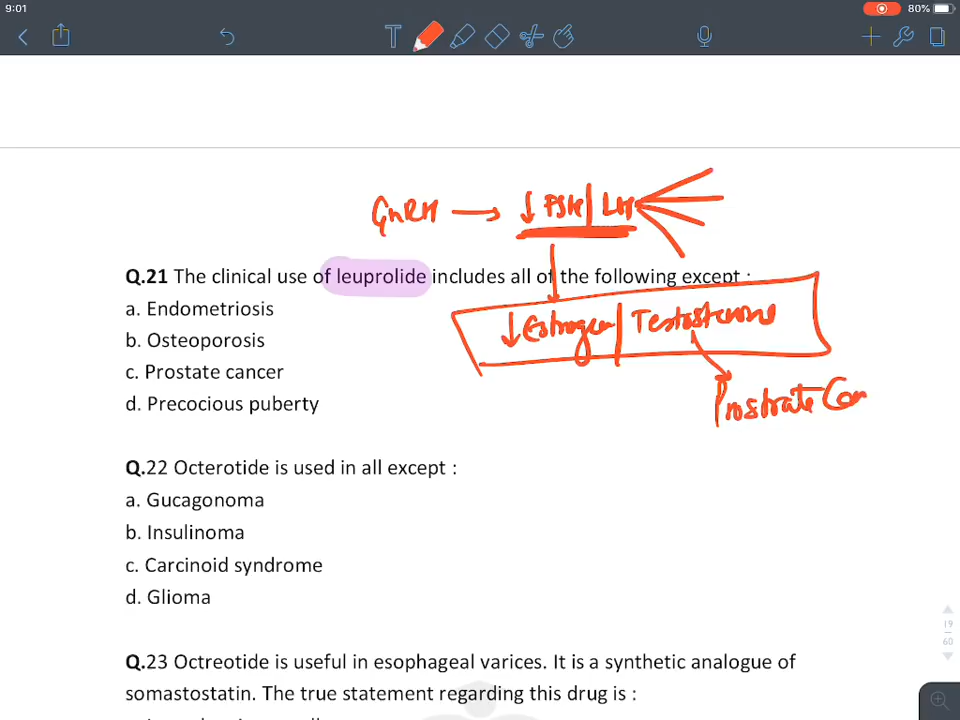 9:01
80%
T
GnRH → ↓ FSH | LH
Q.21 The clinical use of leuprolide includes all of the following except :
a. Endometriosis
↓ Estrogen | Testosterone
b. Osteoporosis
c. Prostate cancer
Prostrate Can
d. Precocious puberty
Q.22 Octerotide is used in all except :
a. Gucagonoma
b. Insulinoma
c. Carcinoid syndrome
d. Glioma
19
60
Q.23 Octreotide is useful in esophageal varices. It is a synthetic analogue of
somastostatin. The true statement regarding this drug is :